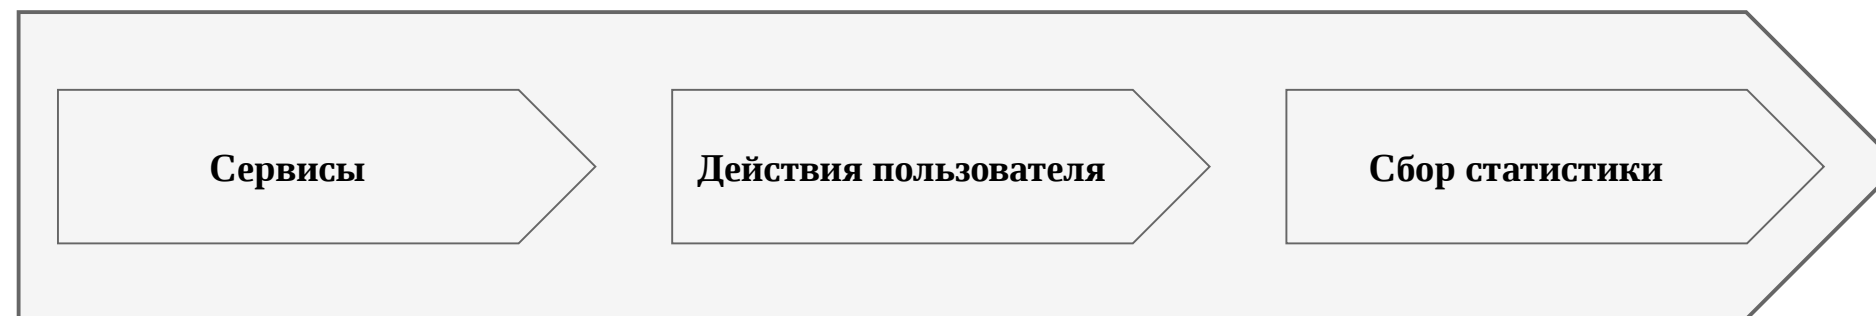 Сервисы
Действия пользователя
Сбор статистики